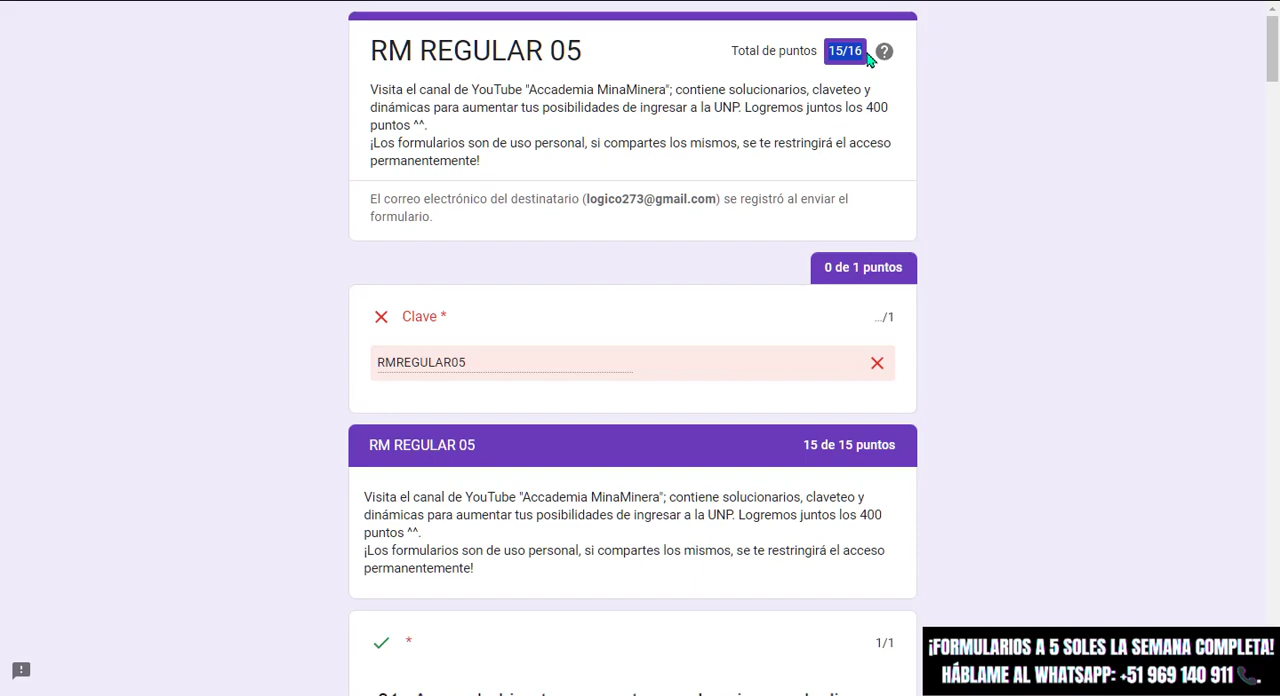 RM REGULAR 05
Total de puntos 15/16
Visita el canal de YouTube "Accademia MinaMinera"; contiene solucionarios, claveteo y
dinámicas para aumentar tus posibilidades de ingresar a la UNP. Logremos juntos los 400
puntos ^^.
¡Los formularios son de uso personal, si compartes los mismos, se te restringirá el acceso
permanentemente!
El correo electrónico del destinatario (logico273@gmail.com) se registró al enviar el
formulario.
0 de 1 puntos
Clave *
…/1
RMREGULAR05
RM REGULAR 05
15 de 15 puntos
Visita el canal de YouTube "Accademia MinaMinera"; contiene solucionarios, claveteo y
dinámicas para aumentar tus posibilidades de ingresar a la UNP. Logremos juntos los 400
puntos ^^.
¡Los formularios son de uso personal, si compartes los mismos, se te restringirá el acceso
permanentemente!
*
1/1
¡FORMULARIOS A 5 SOLES LA SEMANA COMPLETA!
HÁBLAME AL WHATSAPP: +51 969 140 911 📞.